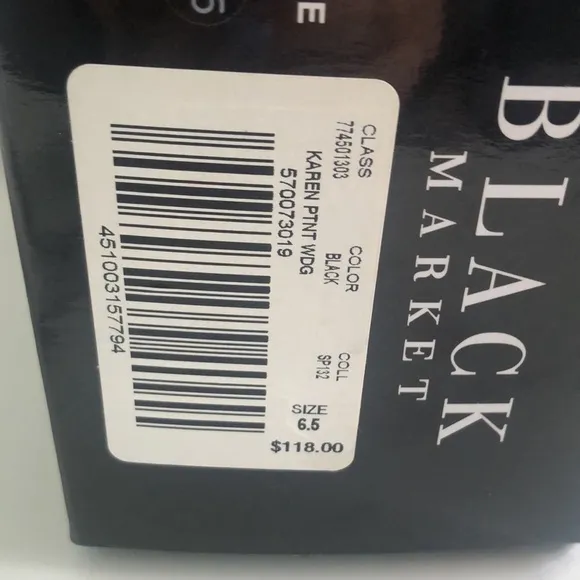 E
BLACK
MARKET
CLASS COLOR COLL
774501303 BLACK SP132
KAREN PTNT WDG
570073019
451003157794
SIZE
6.5
$118.00